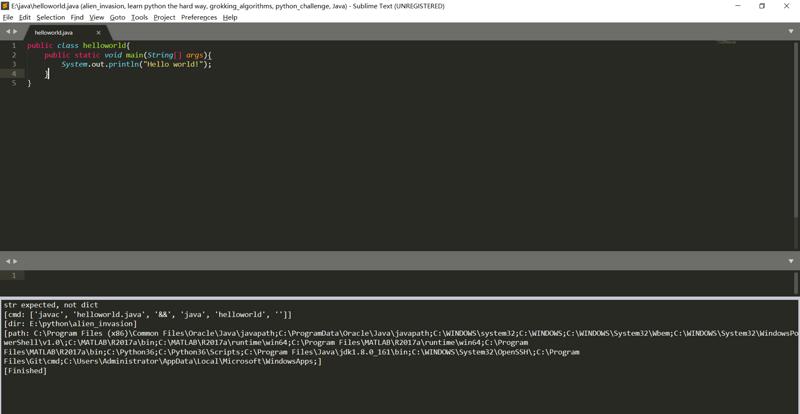 E:\java\helloworld.java (alien_invasion, learn python the hard way, grokking_algorithms, python_challenge, Java) - Sublime Text (UNREGISTERED)
File Edit Selection Find View Goto Tools Project Preferences Help
helloworld.java
1 public class helloworld{
2 public static void main(String[] args){
3 System.out.println("Hello world!");
4 }
5 }
1
str expected, not dict
[cmd: ['javac', 'helloworld.java', '&&', 'java', 'helloworld', '']]
[dir: E:\python\alien_invasion]
[path: C:\Program Files (x86)\Common Files\Oracle\Java\javapath;C:\ProgramData\Oracle\Java\javapath;C:\WINDOWS\system32;C:\WINDOWS;C:\WINDOWS\System32\Wbem;C:\WINDOWS\System32\WindowsPo
werShell\v1.0\;C:\MATLAB\R2017a\bin;C:\MATLAB\R2017a\runtime\win64;C:\Program Files\MATLAB\R2017a\runtime\win64;C:\Program
Files\MATLAB\R2017a\bin;C:\Python36;C:\Python36\Scripts;C:\Program Files\Java\jdk1.8.0_161\bin;C:\WINDOWS\System32\OpenSSH\;C:\Program
Files\Git\cmd;C:\Users\Administrator\AppData\Local\Microsoft\WindowsApps;]
[Finished]